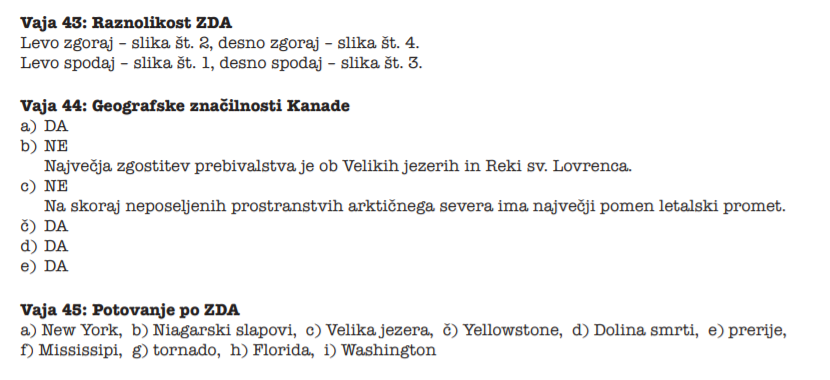 Vaja 43: Raznolikost ZDA
Levo zgoraj – slika št. 2, desno zgoraj – slika št. 4.
Levo spodaj – slika št. 1, desno spodaj – slika št. 3.
Vaja 44: Geografske značilnosti Kanade
a) DA
b) NE
Največja zgostitev prebivalstva je ob Velikih jezerih in Reki sv. Lovrenca.
c) NE
Na skoraj neposeljenih prostranstvih arktičnega severa ima največji pomen letalski promet.
č) DA
d) DA
e) DA
Vaja 45: Potovanje po ZDA
a) New York, b) Niagarski slapovi, c) Velika jezera, č) Yellowstone, d) Dolina smrti, e) prerije,
f) Mississipi, g) tornado, h) Florida, i) Washington